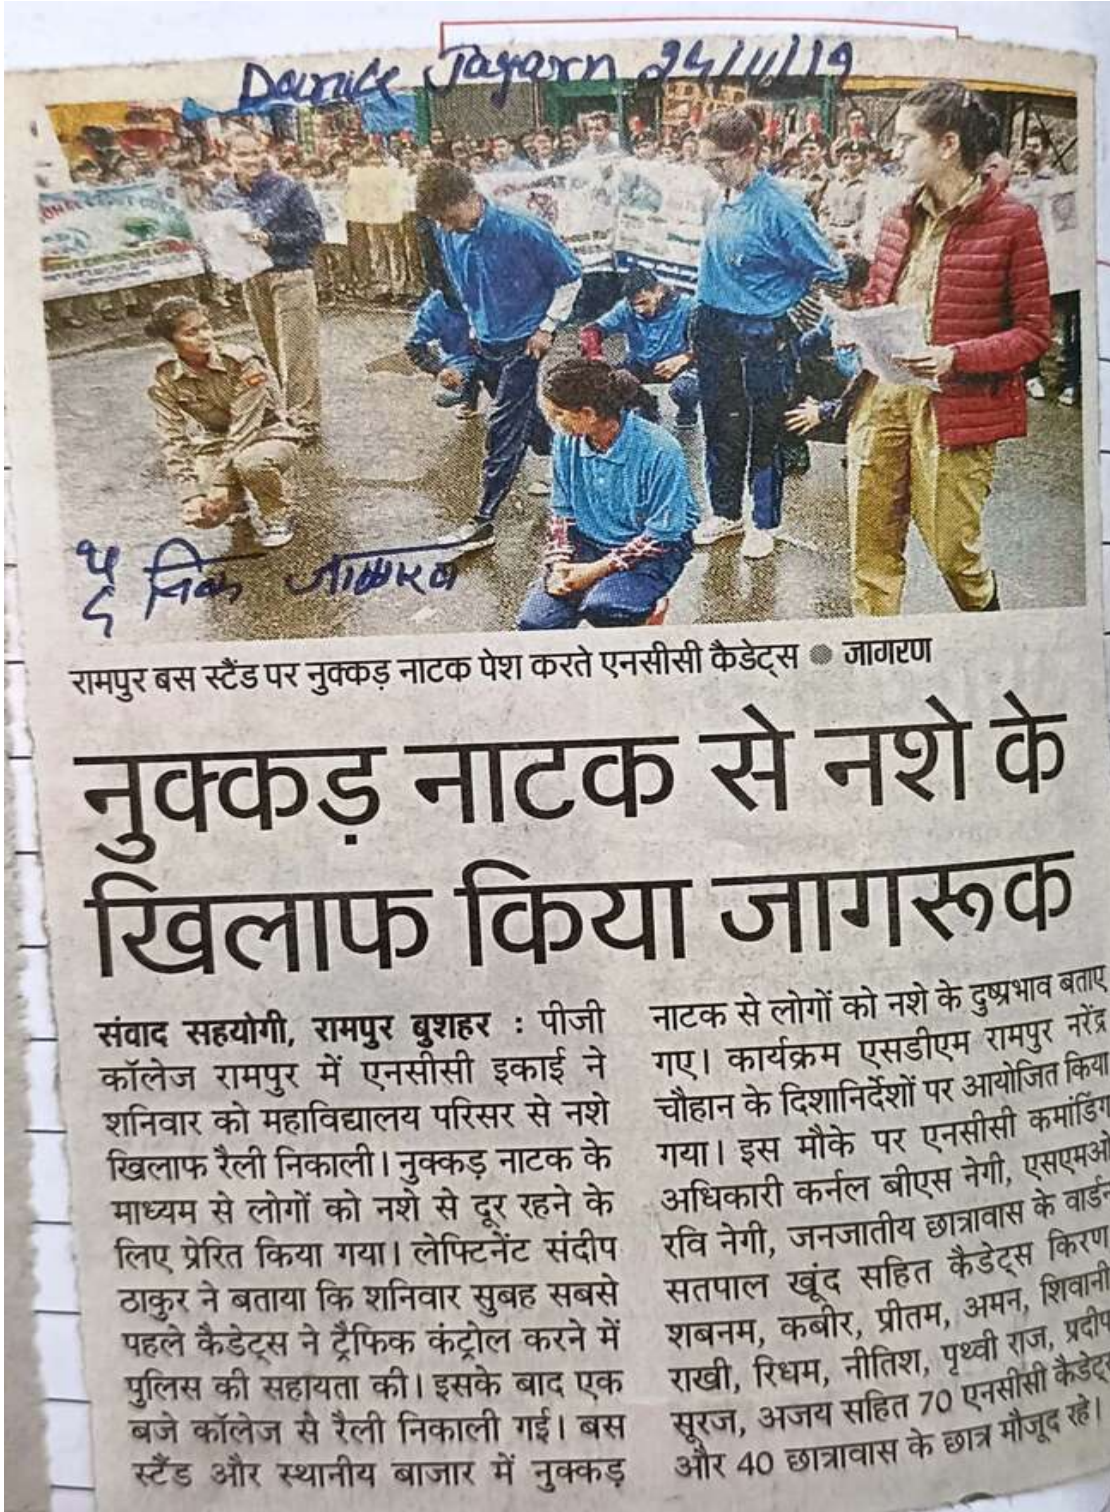 Dainik Jagarn 24/11/19
दैनिक जागरण
रामपुर बस स्टैंड पर नुक्कड़ नाटक पेश करते एनसीसी कैडेट्स ● जागरण
नुक्कड़ नाटक से नशे के
खिलाफ किया जागरूक
संवाद सहयोगी, रामपुर बुशहर : पीजी
कॉलेज रामपुर में एनसीसी इकाई ने
शनिवार को महाविद्यालय परिसर से नशे
खिलाफ रैली निकाली। नुक्कड़ नाटक के
माध्यम से लोगों को नशे से दूर रहने के
लिए प्रेरित किया गया। लेफ्टिनेंट संदीप
ठाकुर ने बताया कि शनिवार सुबह सबसे
पहले कैडेट्स ने ट्रैफिक कंट्रोल करने में
पुलिस की सहायता की। इसके बाद एक
बजे कॉलेज से रैली निकाली गई। बस
स्टैंड और स्थानीय बाजार में नुक्कड़
नाटक से लोगों को नशे के दुष्प्रभाव बताए
गए। कार्यक्रम एसडीएम रामपुर नरेंद्र
चौहान के दिशानिर्देशों पर आयोजित किया
गया। इस मौके पर एनसीसी कमांडिंग
अधिकारी कर्नल बीएस नेगी, एसएमओ
रवि नेगी, जनजातीय छात्रावास के वार्डन
सतपाल खूंद सहित कैडेट्स किरण
शबनम, कबीर, प्रीतम, अमन, शिवानी
राखी, रिधम, नीतिश, पृथ्वी राज, प्रदीप
सूरज, अजय सहित 70 एनसीसी कैडेट्स
और 40 छात्रावास के छात्र मौजूद रहे।